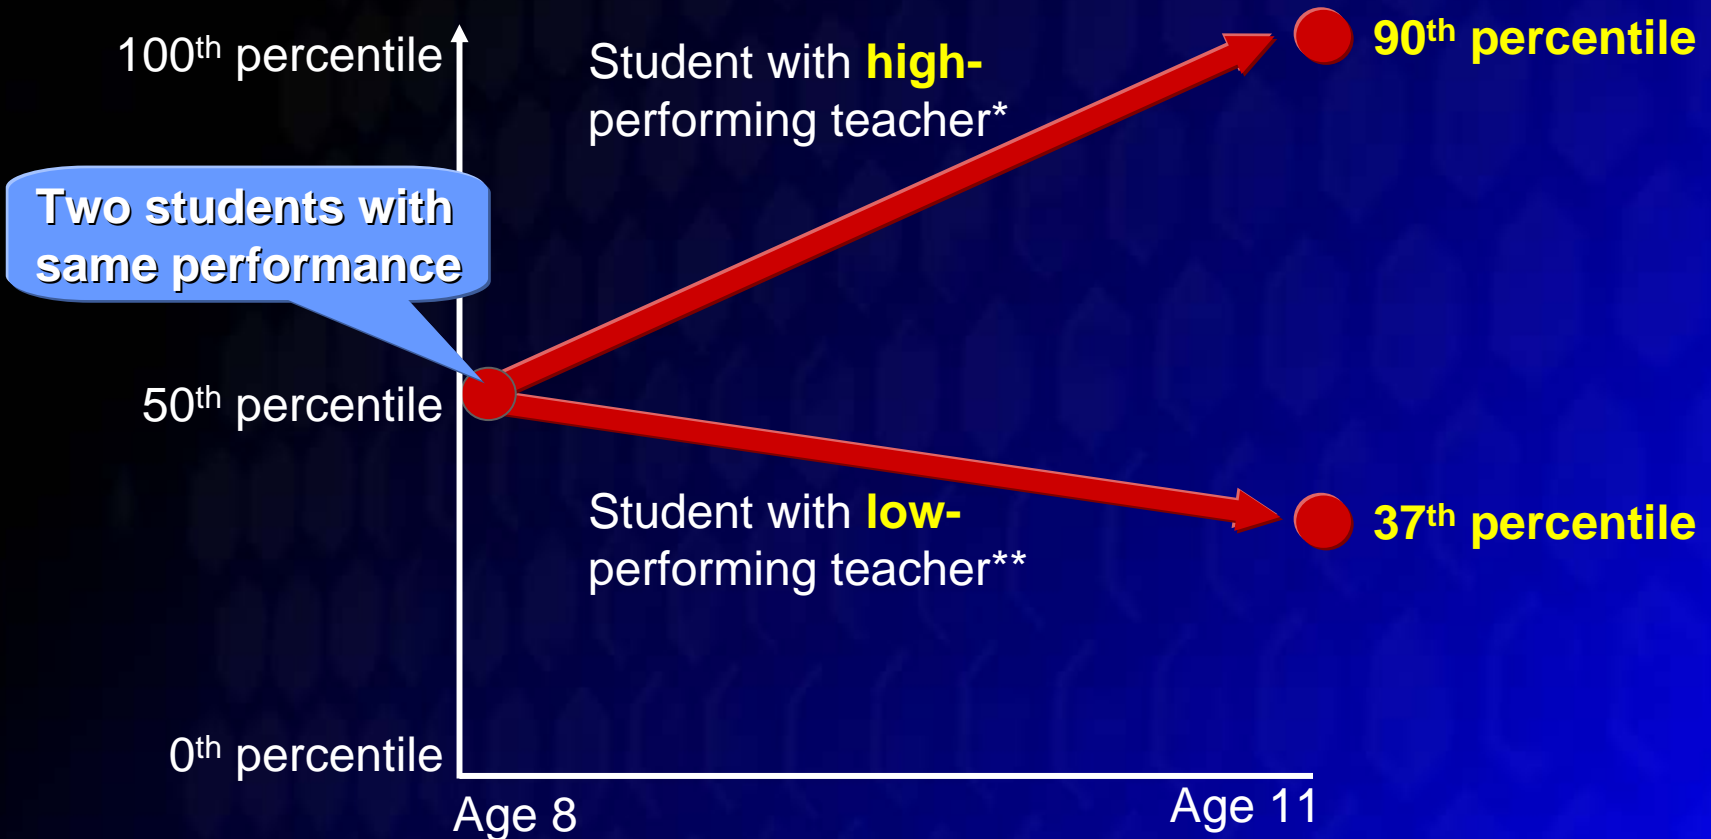 100th percentile
Student with high-
performing teacher*
90th percentile
Two students with
same performance
50th percentile
Student with low-
performing teacher**
37th percentile
0th percentile
Age 8
Age 11